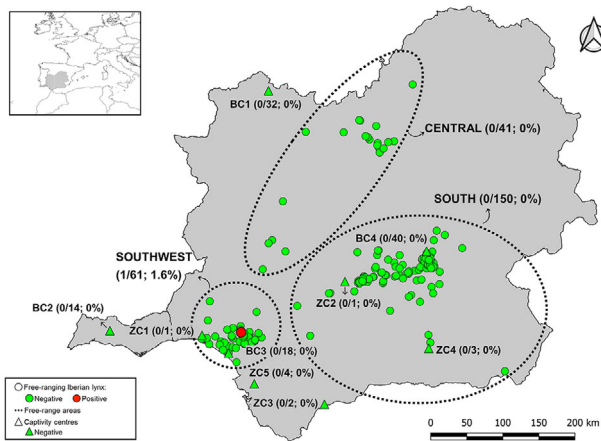 BC1 (0/32; 0%)
CENTRAL (0/41; 0%)
SOUTH (0/150; 0%)
BC4 (0/40; 0%)
SOUTHWEST
(1/61; 1.6%)
BC2 (0/14; 0%)
ZC1 (0/1; 0%)
ZC2 (0/1; 0%)
BC3 (0/18; 0%)
ZC4 (0/3; 0%)
ZC5 (0/4; 0%)
ZC3 (0/2; 0%)
Free-ranging Iberian lynx:
Negative Positive
Free-range areas
Captivity centres
Negative
0 50 100 150 200 km